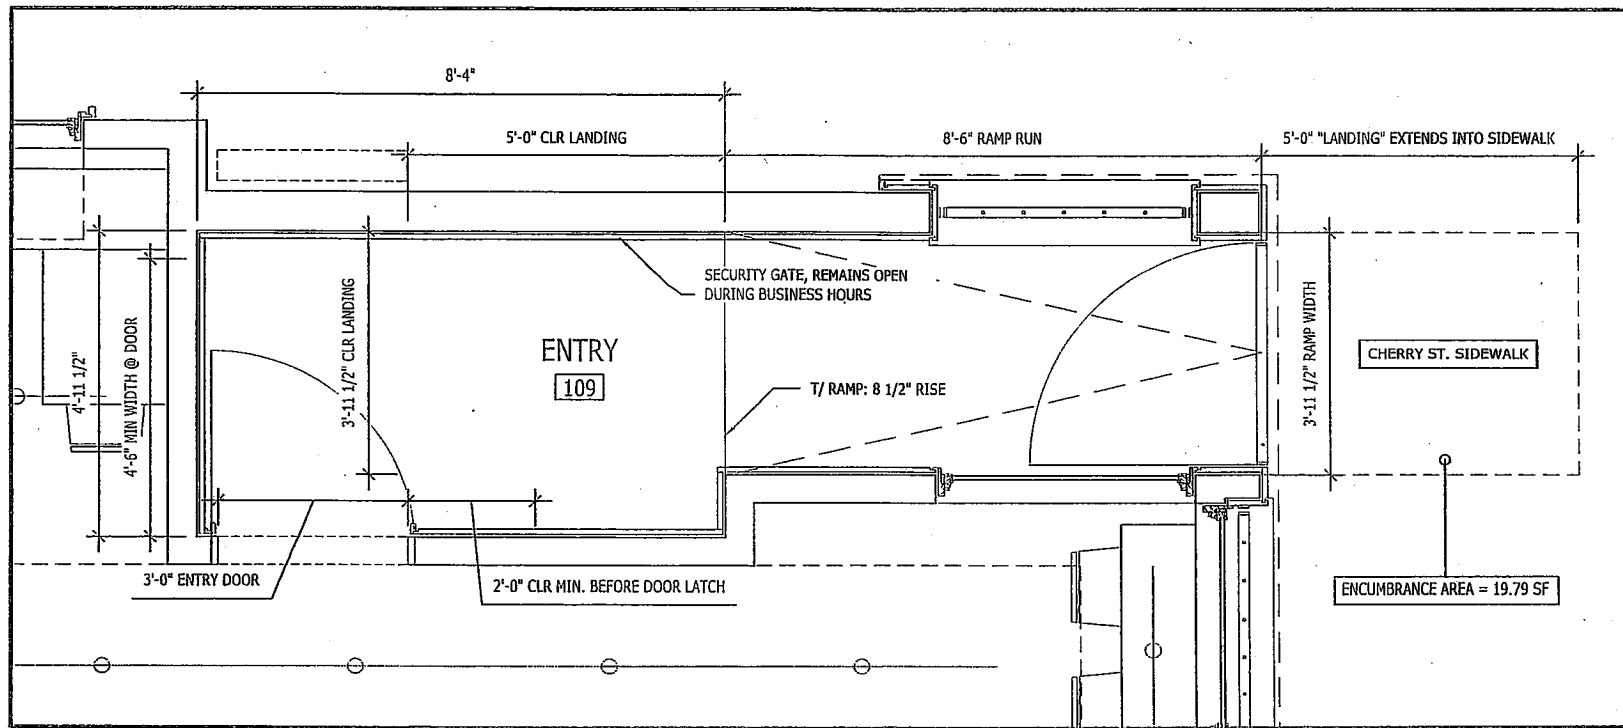 8'-4"
5'-0" CLR LANDING
8'-6" RAMP RUN
5'-0" "LANDING" EXTENDS INTO SIDEWALK
SECURITY GATE, REMAINS OPEN
DURING BUSINESS HOURS
4'-11 1/2"
4'-6" MIN WIDTH @ DOOR
3'-11 1/2" CLR LANDING
ENTRY
109
T/ RAMP: 8 1/2" RISE
3'-11 1/2" RAMP WIDTH
CHERRY ST. SIDEWALK
3'-0" ENTRY DOOR
2'-0" CLR MIN. BEFORE DOOR LATCH
ENCUMBRANCE AREA = 19.79 SF